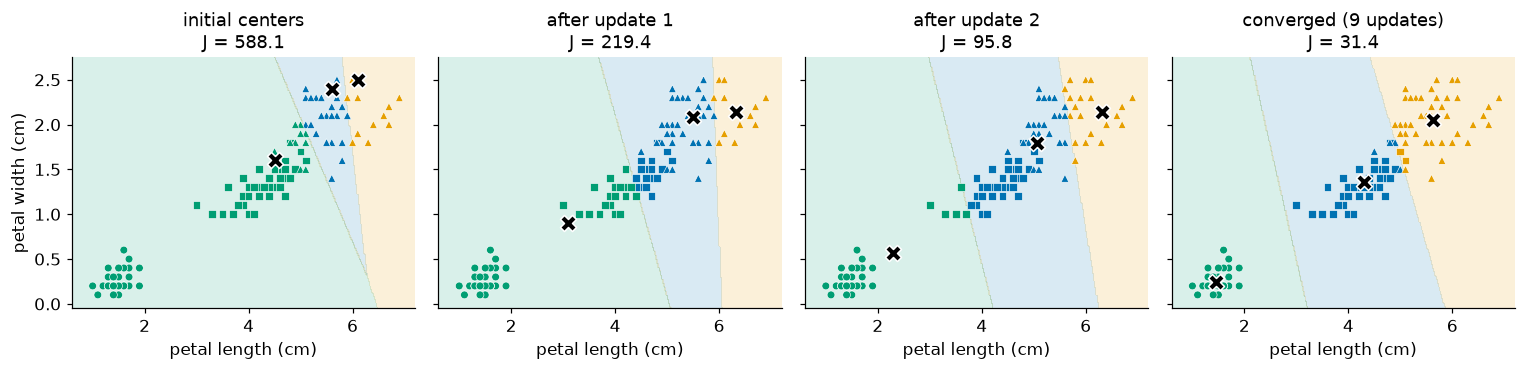 initial centers
J = 588.1
after update 1
J = 219.4
after update 2
J = 95.8
converged (9 updates)
J = 31.4
petal width (cm)
2.5
2.0
1.5
1.0
0.5
0.0
2 4 6
2 4 6
2 4 6
2 4 6
petal length (cm)
petal length (cm)
petal length (cm)
petal length (cm)